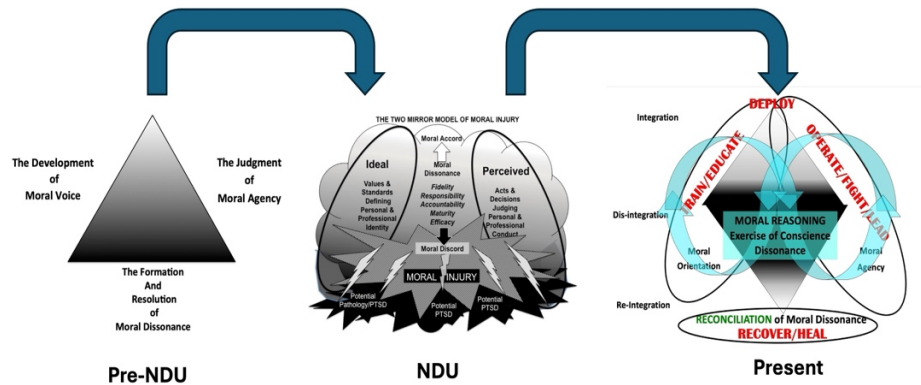 The Development
of
Moral Voice
The Judgment
of
Moral Agency
The Formation
And
Resolution
of
Moral Dissonance
Pre-NDU
THE TWO MIRROR MODEL OF MORAL INJURY
Moral Accord
Ideal
Values &
Standards
Defining
Personal &
Professional
Identity
Moral
Dissonance
Fidelity
Responsibility
Accountability
Maturity
Efficacy
Perceived
Acts &
Decisions
Judging
Personal &
Professional
Conduct
Moral Discord
MORAL INJURY
Potential
Pathology/PTSD
Potential
PTSD
Potential
PTSD
NDU
Integration
Dis-integration
Re-Integration
DEPLOY
TRAIN/EDUCATE
OPERATE/FIGHT/LEAD
MORAL REASONING
Exercise of Conscience
Dissonance
Moral
Orientation
Moral
Agency
RECONCILIATION of Moral Dissonance
RECOVER/HEAL
Present